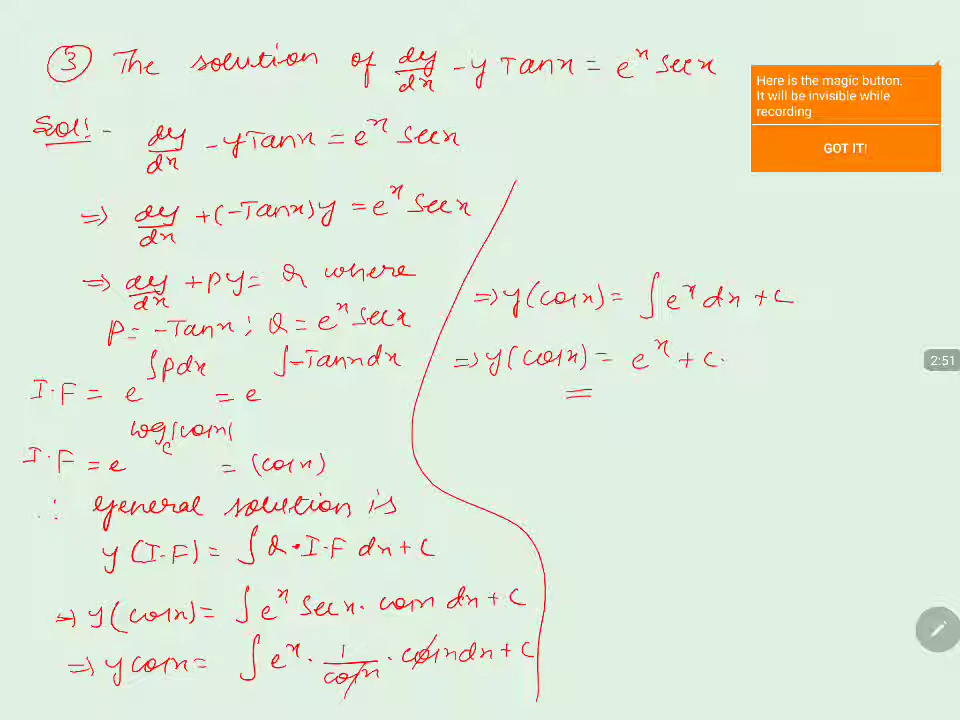 ③ The solution of dy/dx - y Tanx = e^x secx
Sol: - dy/dx - yTanx = e^x secx
⇒ dy/dx + (-Tanx)y = e^x secx
⇒ dy/dx + Py = Q where
P = -Tanx ; Q = e^x secx
I.F = e^∫Pdx = e^∫-Tanxdx
I.F = e^log_e|cosx| = (cosx)
∴ general solution is
y (I.F) = ∫Q • I.F dx + C
⇒ y(cosx) = ∫e^x secx . cosx dx + C
⇒ y cosx = ∫e^x . 1/cosx . cosx dx + C
⇒ y(cosx) = ∫e^x dx + C
⇒ y(cosx) = e^x + C.
Here is the magic button.
It will be invisible while
recording
GOT IT!
2:51